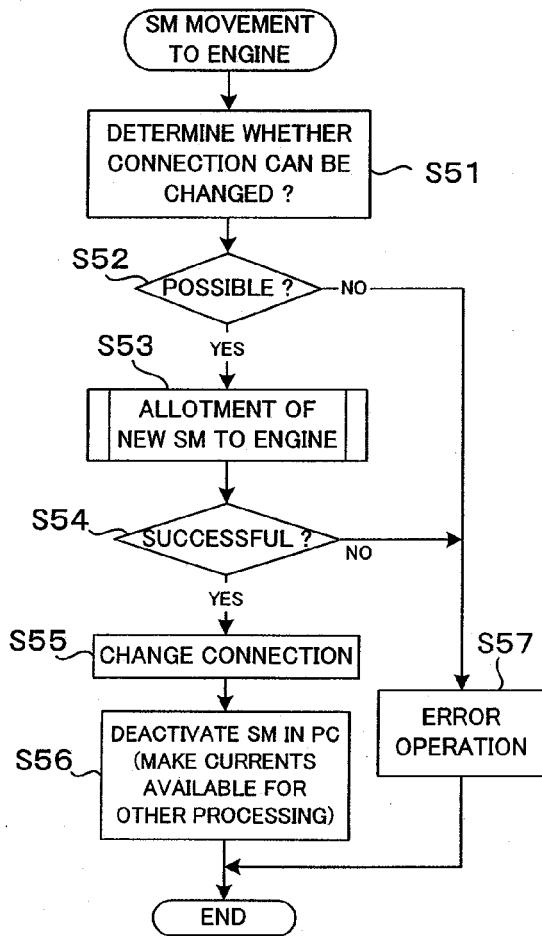 SM MOVEMENT
TO ENGINE
DETERMINE WHETHER
CONNECTION CAN BE
CHANGED ?
S51
S52
POSSIBLE ?
NO
YES
S53
ALLOTMENT OF
NEW SM TO ENGINE
S54
SUCCESSFUL ?
NO
YES
S55
CHANGE CONNECTION
S57
ERROR
OPERATION
S56
DEACTIVATE SM IN PC
(MAKE CURRENTS
AVAILABLE FOR
OTHER PROCESSING)
END